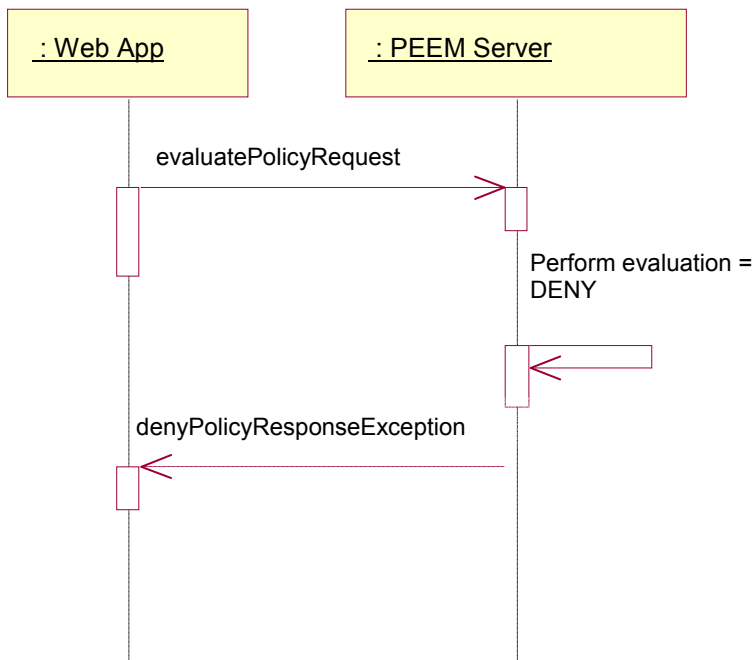 : Web App
: PEEM Server
evaluatePolicyRequest
Perform evaluation =
DENY
denyPolicyResponseException